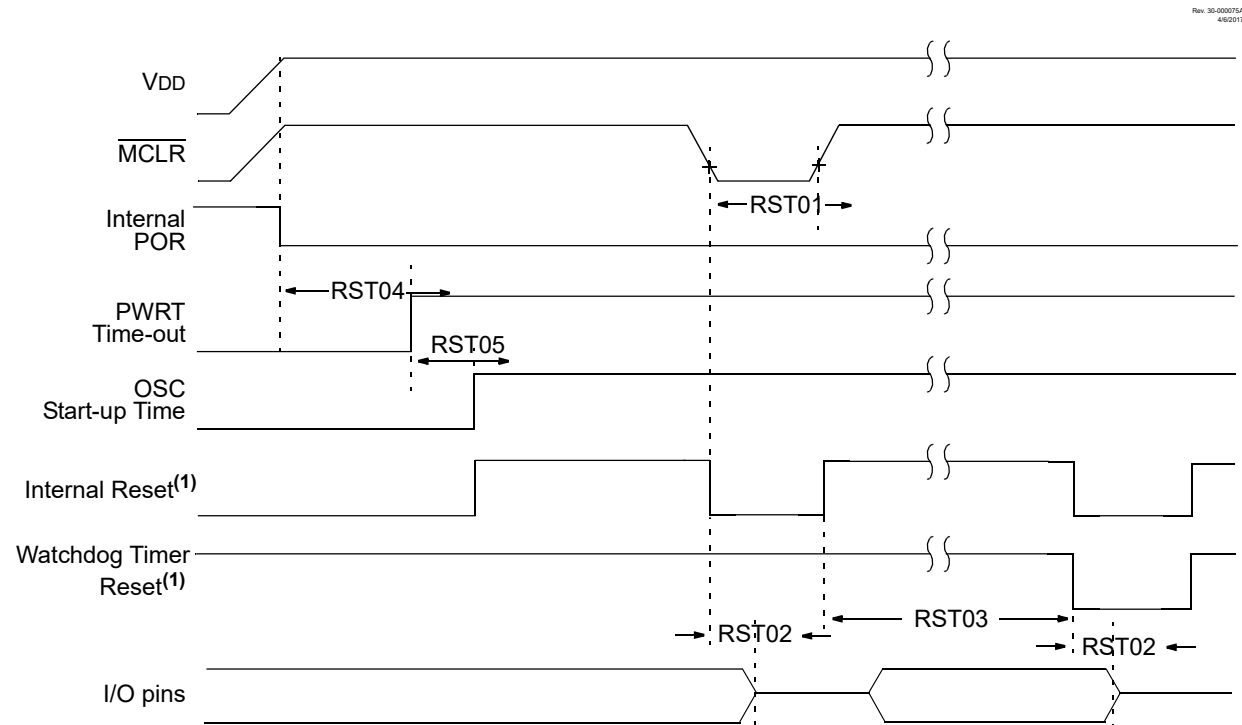 Rev. 30-000075A
4/6/2017
VDD
MCLR
RST01
Internal
POR
RST04
PWRT
Time-out
RST05
OSC
Start-up Time
Internal Reset(1)
Watchdog Timer
Reset(1)
RST03
RST02
RST02
I/O pins